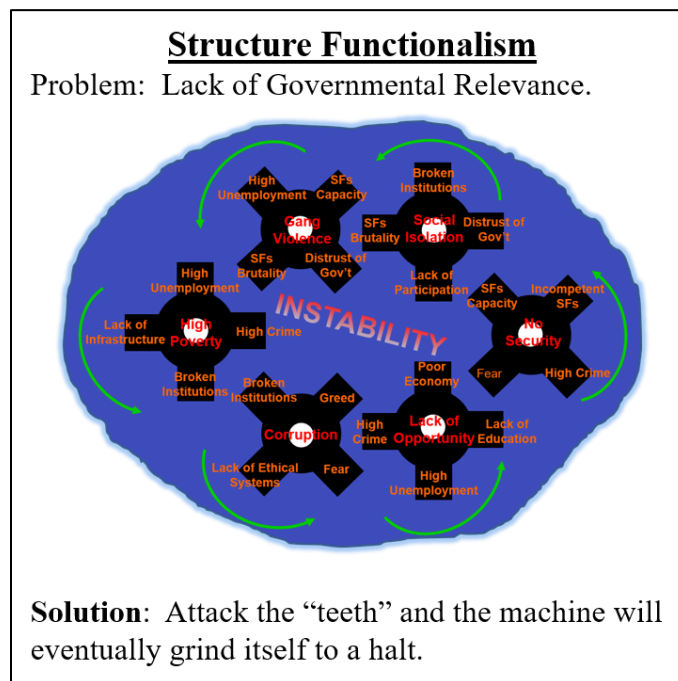 Structure Functionalism
Problem: Lack of Governmental Relevance.
High
Unemployment
SFs
Capacity
Gang
Violence
SFs
Brutality
Distrust of
Gov't
Broken
Institutions
SFs
Brutality
Social
Isolation
Distrust of
Gov't
Lack of
Participation
High
Unemployment
Lack of
Infrastructure
High
Poverty
High Crime
Broken
Institutions
INSTABILITY
SFs
Capacity
Incompetent
SFs
No
Security
Fear
High Crime
Broken
Institutions
Greed
Corruption
Lack of Ethical
Systems
Fear
Poor
Economy
High
Crime
Lack of
Opportunity
Lack of
Education
High
Unemployment
Solution: Attack the “teeth” and the machine will
eventually grind itself to a halt.